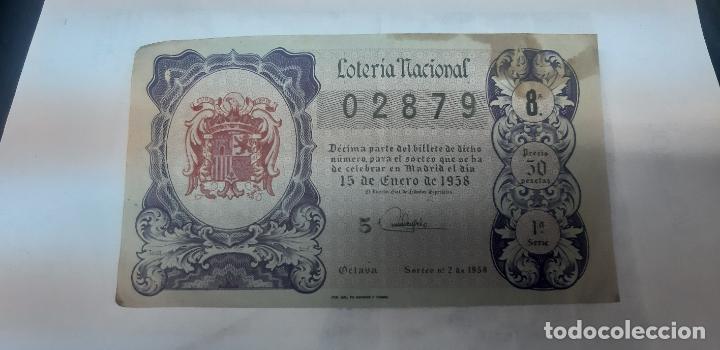 Lotería Nacional
02879
8ª
Décima parte del billete de dicho
número, para el sorteo que se ha
de celebrar en Madrid el día
15 de Enero de 1958
Precio
50
pesetas
5
1ª
Serie
Octava Sorteo nº 2 de 1958
todocoleccion